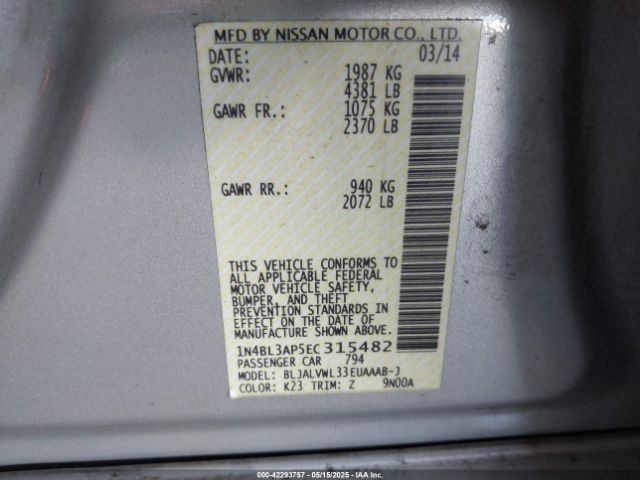 MFD BY NISSAN MOTOR CO., LTD.
DATE: 03/14
GVWR: 1987 KG
4381 LB
GAWR FR.: 1075 KG
2370 LB
GAWR RR.: 940 KG
2072 LB
THIS VEHICLE CONFORMS TO
ALL APPLICABLE FEDERAL
MOTOR VEHICLE SAFETY,
BUMPER, AND THEFT
PREVENTION STANDARDS IN
EFFECT ON THE DATE OF
MANUFACTURE SHOWN ABOVE.
1N4BL3AP5EC315482
PASSENGER CAR 794
MODEL: BLJALVWL33EUAAAB-J
COLOR: K23 TRIM: Z 9N00A
000-42293757 - 05/15/2025 - IAA Inc.